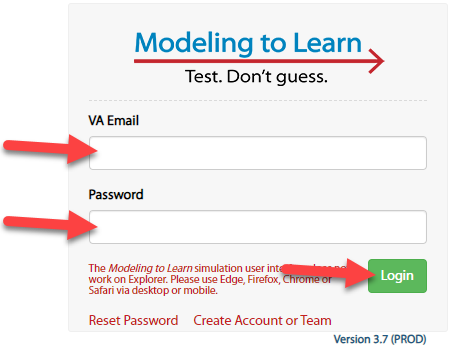 Modeling to Learn
Test. Don't guess.
VA Email
Password
The Modeling to Learn simulation user
work on Explorer. Please use Edge, Firefox, Chrome or
Safari via desktop or mobile.
Login
Reset Password Create Account or Team
Version 3.7 (PROD)